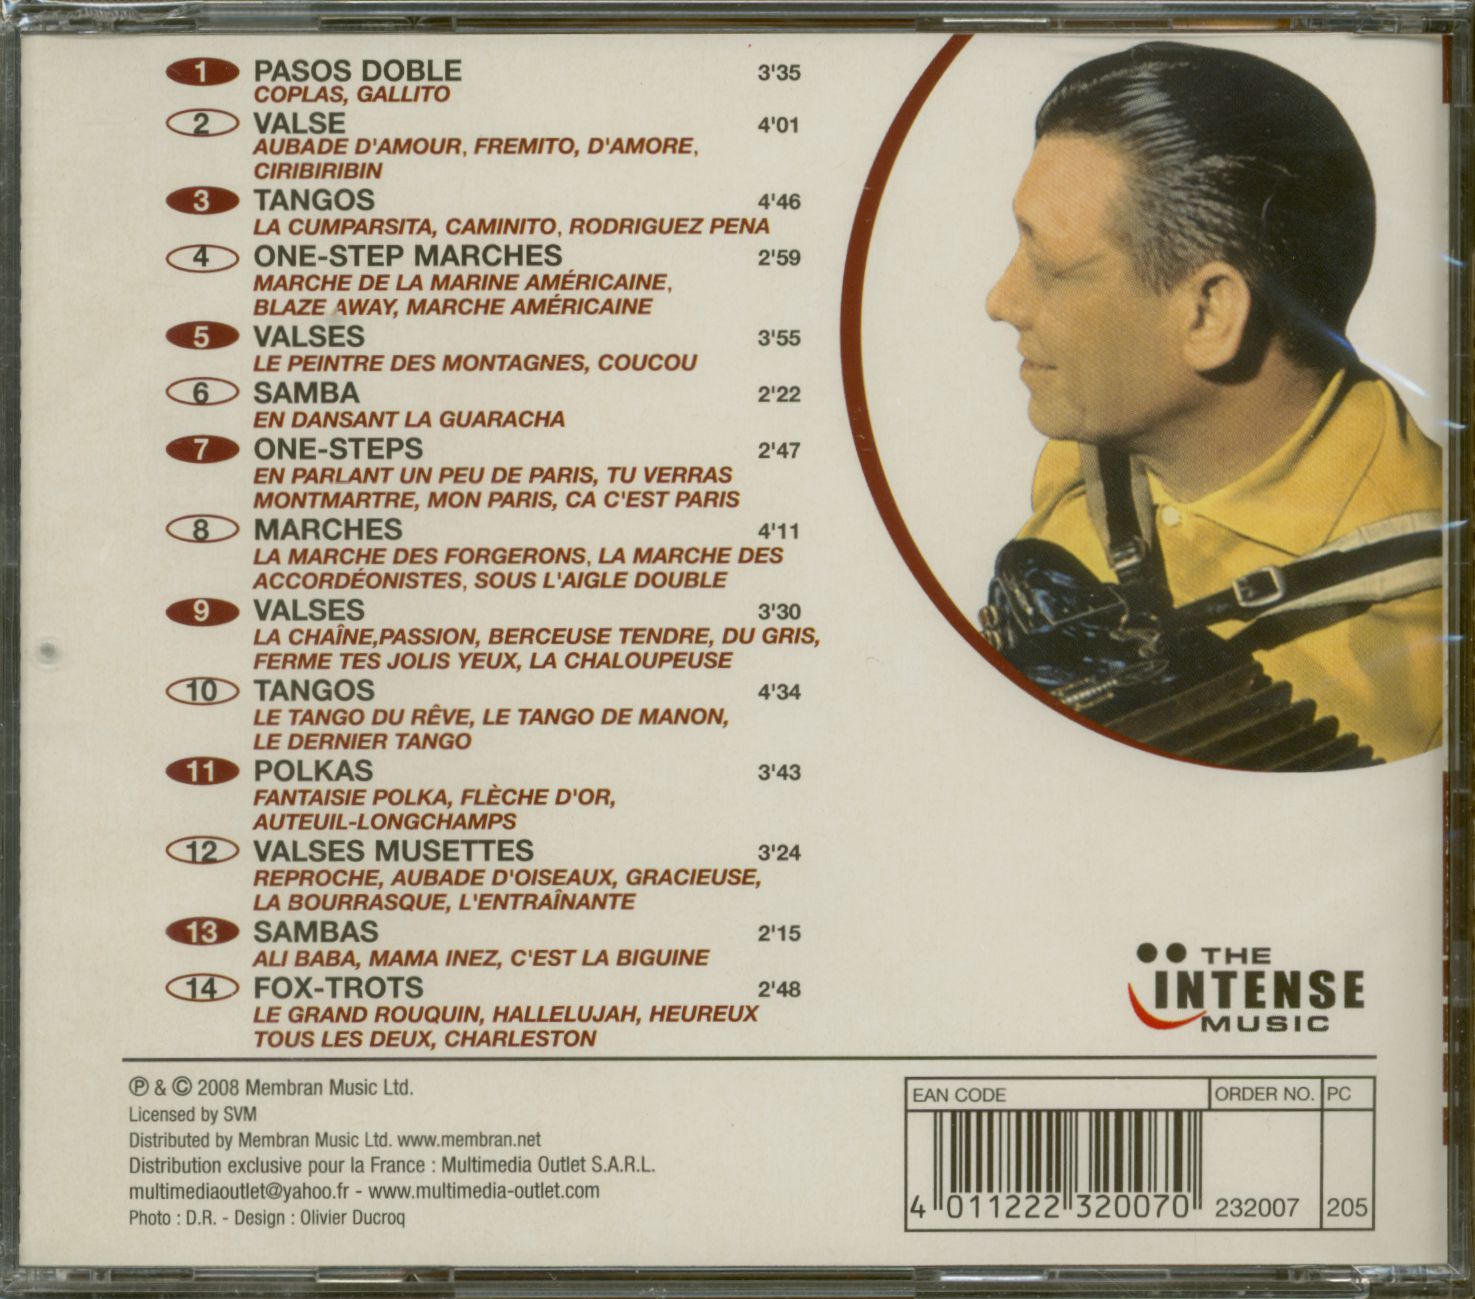 1 PASOS DOBLE 3'35
COPLAS, GALLITO
2 VALSE 4'01
AUBADE D'AMOUR, FREMITO, D'AMORE,
CIRIBIRIBIN
3 TANGOS 4'46
LA CUMPARSITA, CAMINITO, RODRIGUEZ PENA
4 ONE-STEP MARCHES 2'59
MARCHE DE LA MARINE AMÉRICAINE,
BLAZE AWAY, MARCHE AMÉRICAINE
5 VALSES 3'55
LE PEINTRE DES MONTAGNES, COUCOU
6 SAMBA 2'22
EN DANSANT LA GUARACHA
7 ONE-STEPS 2'47
EN PARLANT UN PEU DE PARIS, TU VERRAS
MONTMARTRE, MON PARIS, CA C'EST PARIS
8 MARCHES 4'11
LA MARCHE DES FORGERONS, LA MARCHE DES
ACCORDÉONISTES, SOUS L'AIGLE DOUBLE
9 VALSES 3'30
LA CHAÎNE,PASSION, BERCEUSE TENDRE, DU GRIS,
FERME TES JOLIS YEUX, LA CHALOUPEUSE
10 TANGOS 4'34
LE TANGO DU RÊVE, LE TANGO DE MANON,
LE DERNIER TANGO
11 POLKAS 3'43
FANTAISIE POLKA, FLÈCHE D'OR,
AUTEUIL-LONGCHAMPS
12 VALSES MUSETTES 3'24
REPROCHE, AUBADE D'OISEAUX, GRACIEUSE,
LA BOURRASQUE, L'ENTRAÎNANTE
13 SAMBAS 2'15
ALI BABA, MAMA INEZ, C'EST LA BIGUINE
14 FOX-TROTS 2'48
LE GRAND ROUQUIN, HALLELUJAH, HEUREUX
TOUS LES DEUX, CHARLESTON
THE
INTENSE
MUSIC
℗ & © 2008 Membran Music Ltd.
Licensed by SVM
Distributed by Membran Music Ltd. www.membran.net
Distribution exclusive pour la France : Multimedia Outlet S.A.R.L.
multimediaoutlet@yahoo.fr - www.multimedia-outlet.com
Photo : D.R. - Design : Olivier Ducroq
EAN CODE ORDER NO. PC
4 011222 320070 232007 205